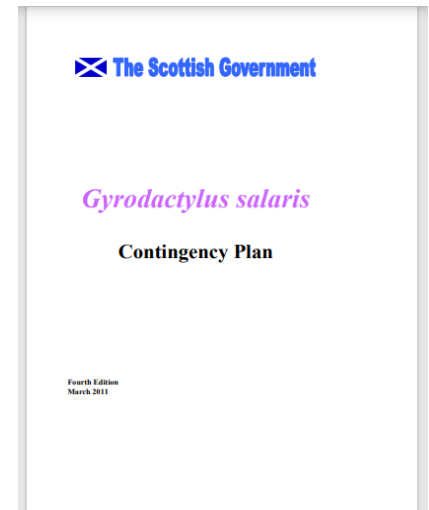 The Scottish Government
Gyrodactylus salaris
Contingency Plan
Fourth Edition
March 2011